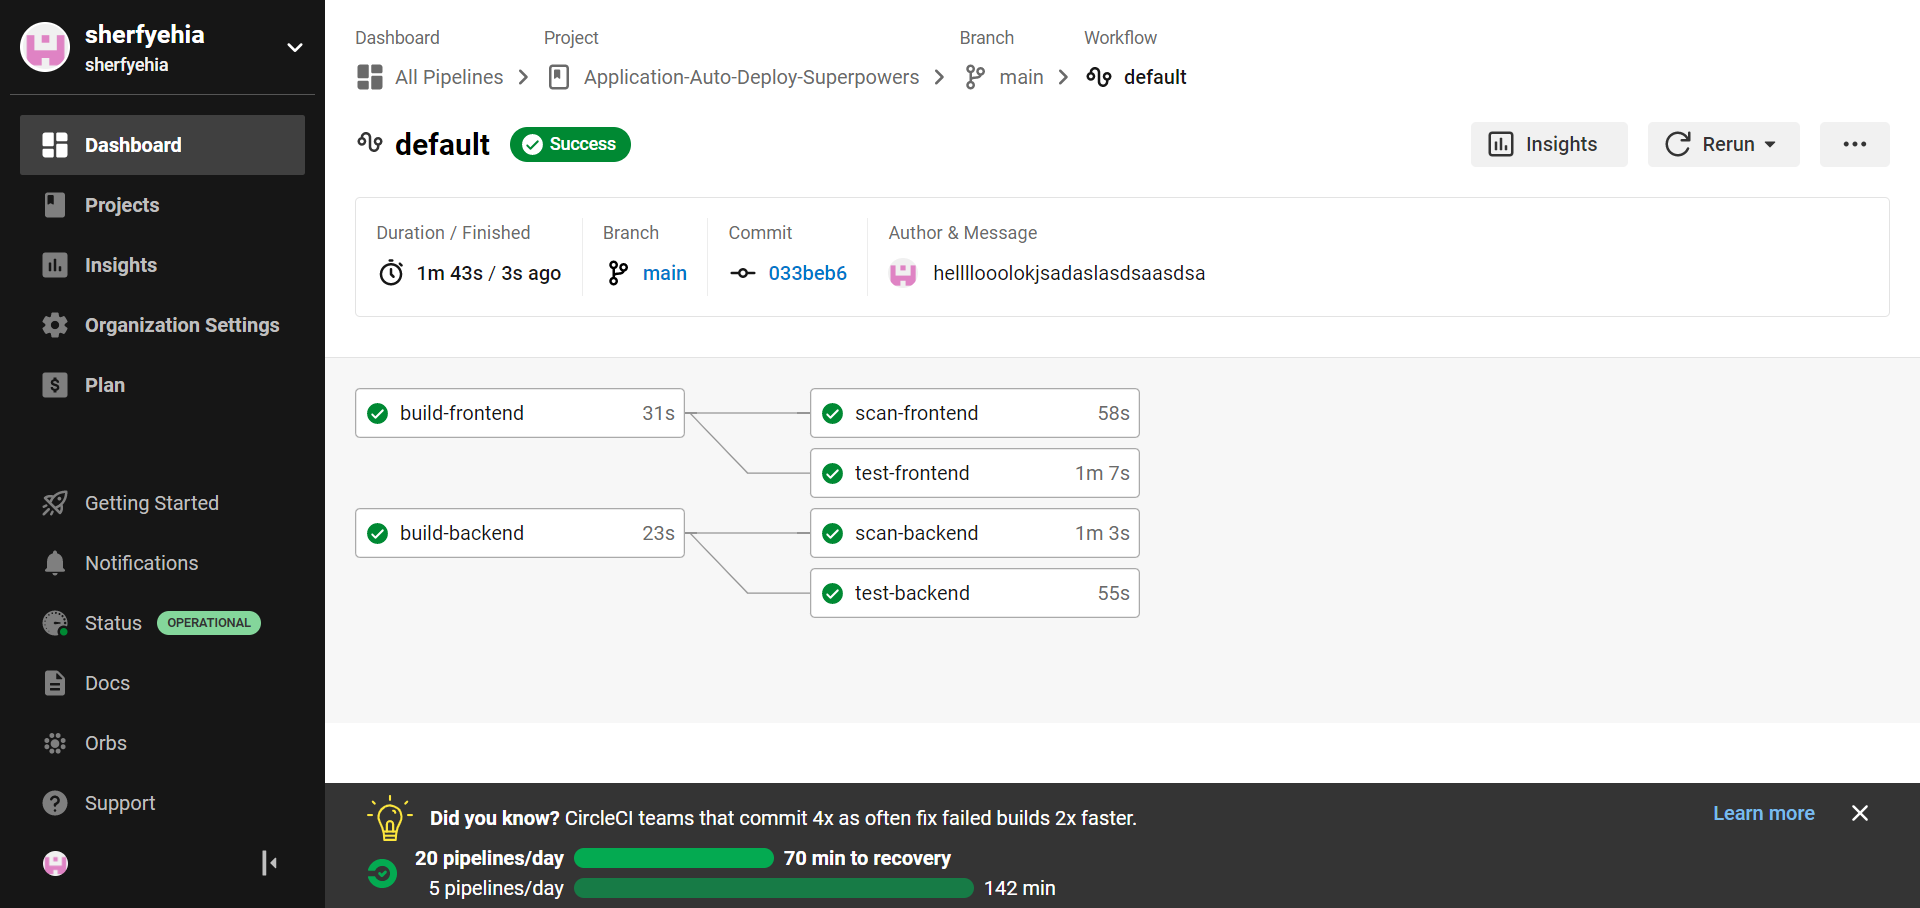 sherfyehia
sherfyehia
Dashboard
Projects
Insights
Organization Settings
Plan
Getting Started
Notifications
Status OPERATIONAL
Docs
Orbs
Support
Dashboard Project Branch Workflow
All Pipelines Application-Auto-Deploy-Superpowers main default
default Success
Insights Rerun
Duration / Finished Branch Commit Author & Message
1m 43s / 3s ago main 033beb6 hellllooolokjsadaslasdsaasdsa
build-frontend 31s scan-frontend 58s
test-frontend 1m 7s
build-backend 23s scan-backend 1m 3s
test-backend 55s
Did you know? CircleCI teams that commit 4x as often fix failed builds 2x faster. Learn more
20 pipelines/day 70 min to recovery
5 pipelines/day 142 min